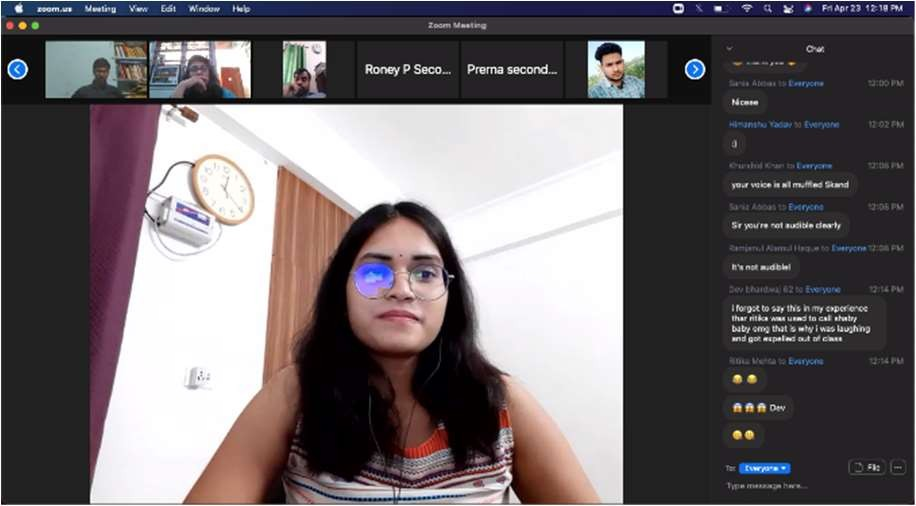 zoom.us Meeting View Edit Window Help
Fri Apr 23 12:18 PM
Zoom Meeting
Roney P Seco...
Prerna second...
Chat
thank you
Sania Abbas to Everyone 12:00 PM
Niceee
Himanshu Yadav to Everyone 12:02 PM
:)
Khurshid Khan to Everyone 12:06 PM
your voice is all muffled Skand
Sania Abbas to Everyone 12:06 PM
Sir you're not audible clearly
Ramjanul Alamsul Haque to Everyone 12:06 PM
It's not audible!
Dev bhardwaj 62 to Everyone 12:14 PM
I forgot to say this in my experience
thar ritika was used to call shaby
baby omg that is why i was laughing
and got expelled out of class
Ritika Mehta to Everyone 12:14 PM
😂 😂
😱😱😱 Dev
To: Everyone
File
Type message here...